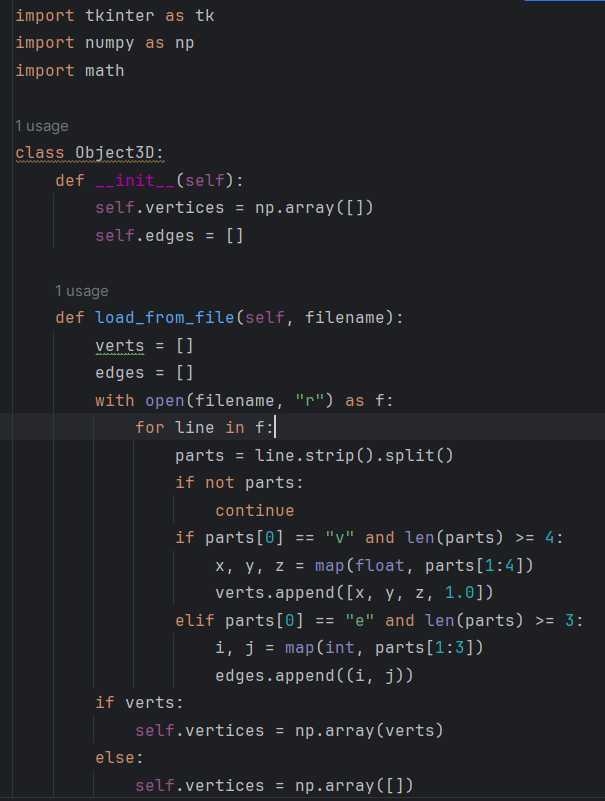 import tkinter as tk
import numpy as np
import math
1 usage
class Object3D:
    def __init__(self):
        self.vertices = np.array([])
        self.edges = []
    1 usage
    def load_from_file(self, filename):
        verts = []
        edges = []
        with open(filename, "r") as f:
            for line in f:
                parts = line.strip().split()
                if not parts:
                    continue
                if parts[0] == "v" and len(parts) >= 4:
                    x, y, z = map(float, parts[1:4])
                    verts.append([x, y, z, 1.0])
                elif parts[0] == "e" and len(parts) >= 3:
                    i, j = map(int, parts[1:3])
                    edges.append((i, j))
        if verts:
            self.vertices = np.array(verts)
        else:
            self.vertices = np.array([])